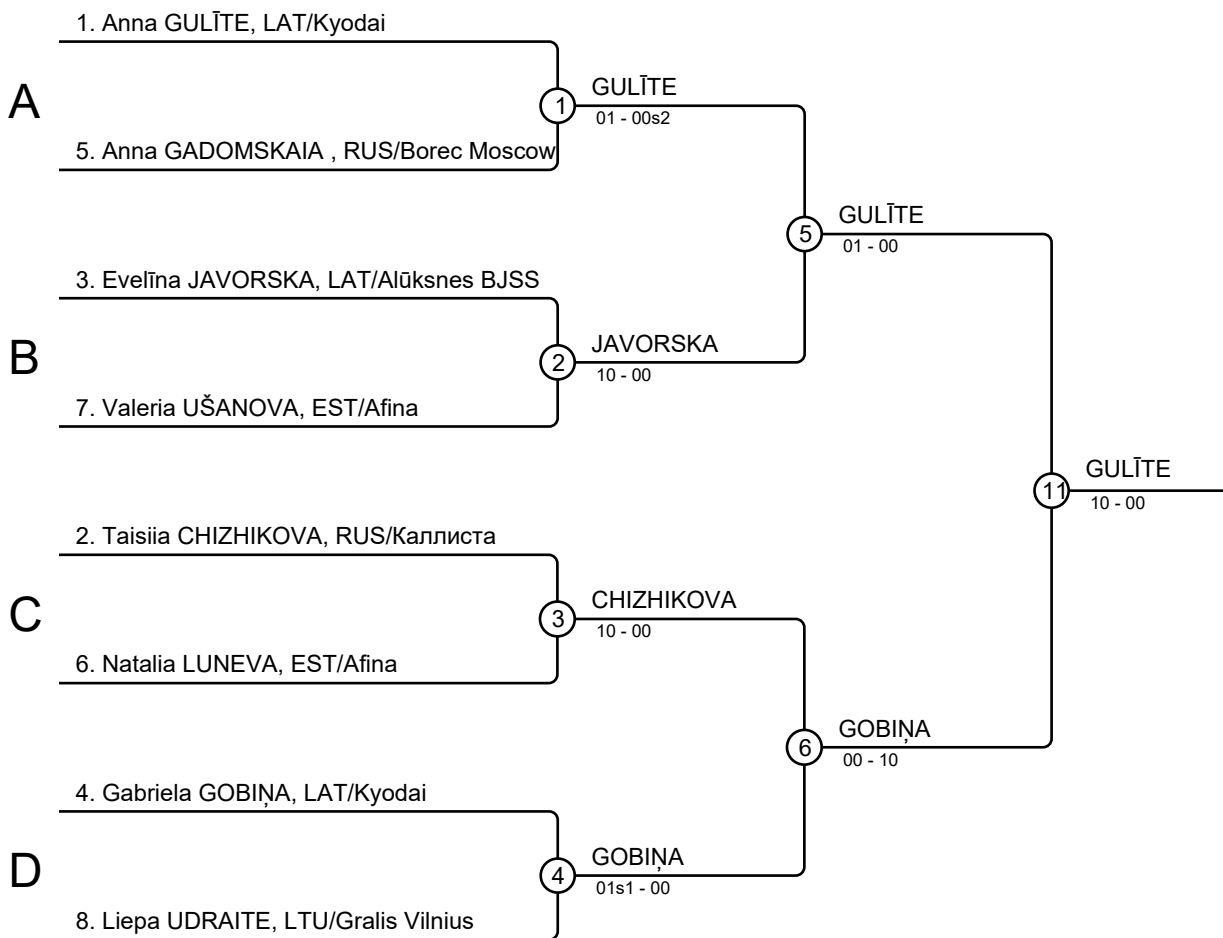 1. Anna GULĪTE, LAT/Kyodai
A
1
GULĪTE
01 - 00s2
5. Anna GADOMSKAIA , RUS/Borec Moscow
5
GULĪTE
01 - 00
3. Evelīna JAVORSKA, LAT/Alūksnes BJSS
B
2
JAVORSKA
10 - 00
7. Valeria UŠANOVA, EST/Afina
11
GULĪTE
10 - 00
2. Taisiia CHIZHIKOVA, RUS/Каллиста
C
3
CHIZHIKOVA
10 - 00
6. Natalia LUNEVA, EST/Afina
6
GOBIŅA
00 - 10
4. Gabriela GOBIŅA, LAT/Kyodai
D
4
GOBIŅA
01s1 - 00
8. Liepa UDRAITE, LTU/Gralis Vilnius